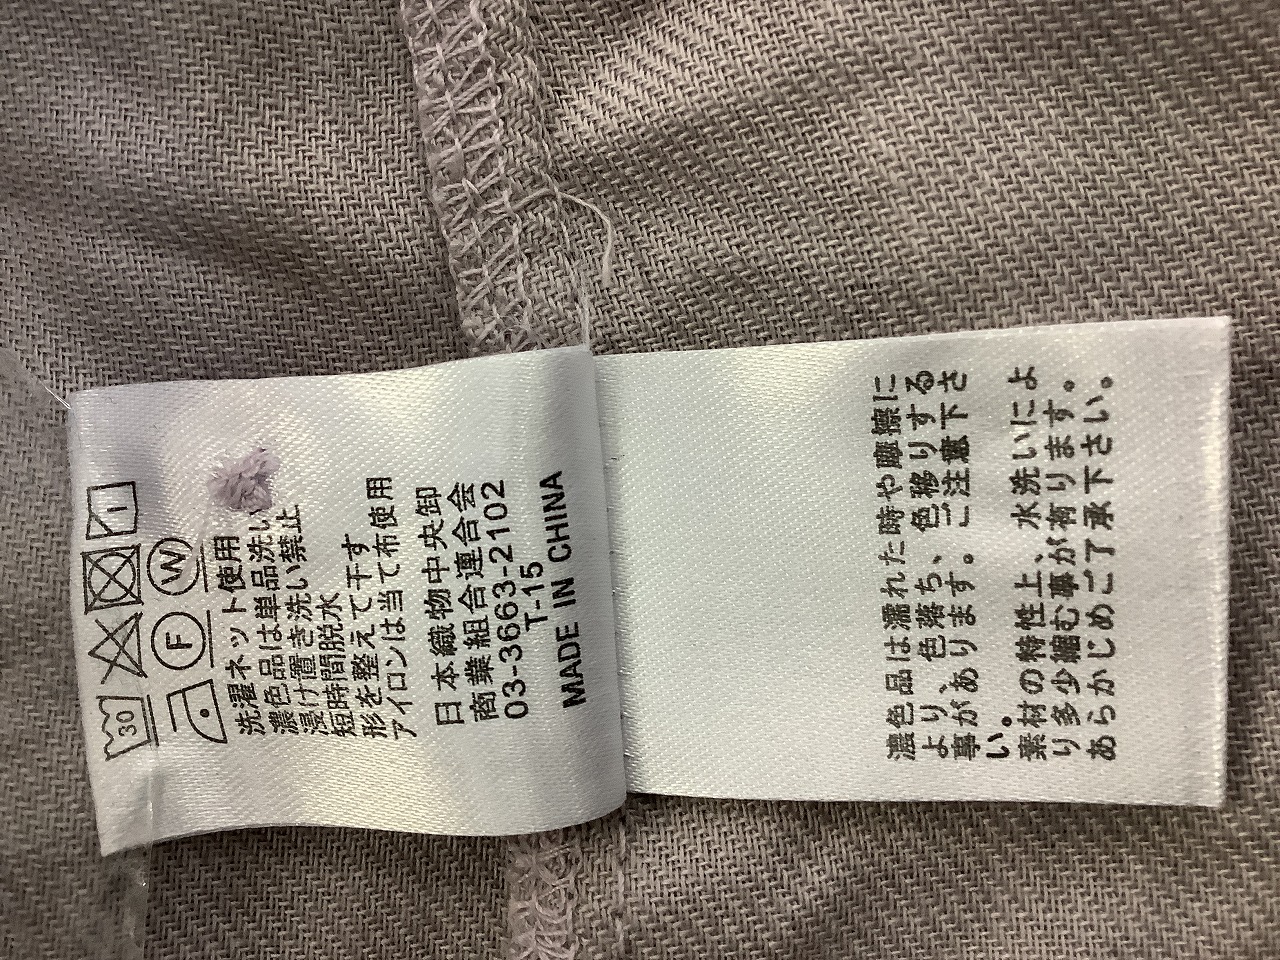 30
F W
洗濯ネット使用
濃色品は単品洗い
浸け置き洗い禁止
短時間脱水
形を整えて干す
アイロンは当て布使用
日本織物中央卸
商業組合連合会
03-3663-2102
T-15
MADE IN CHINA
濃色品は濡れた時や摩擦に
より、色落ち、色移りする
事があります。ご注意下さ
い。
素材の特性上、水洗いによ
り多少縮む事が有ります。
あらかじめご了承下さい。